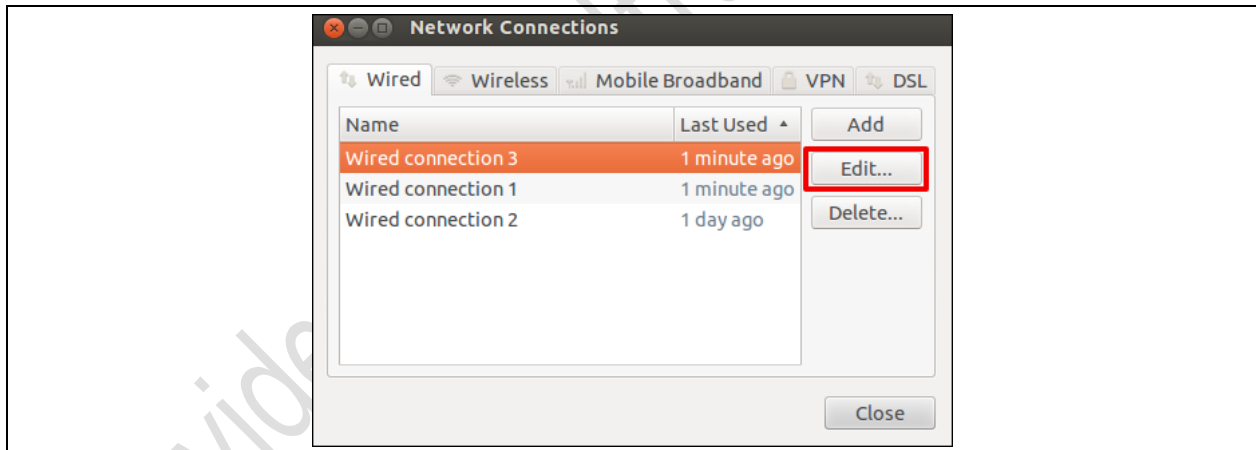 Network Connections
Wired Wireless Mobile Broadband VPN DSL
Name Last Used Add
Wired connection 3 1 minute ago Edit...
Wired connection 1 1 minute ago
Wired connection 2 1 day ago Delete...
Close